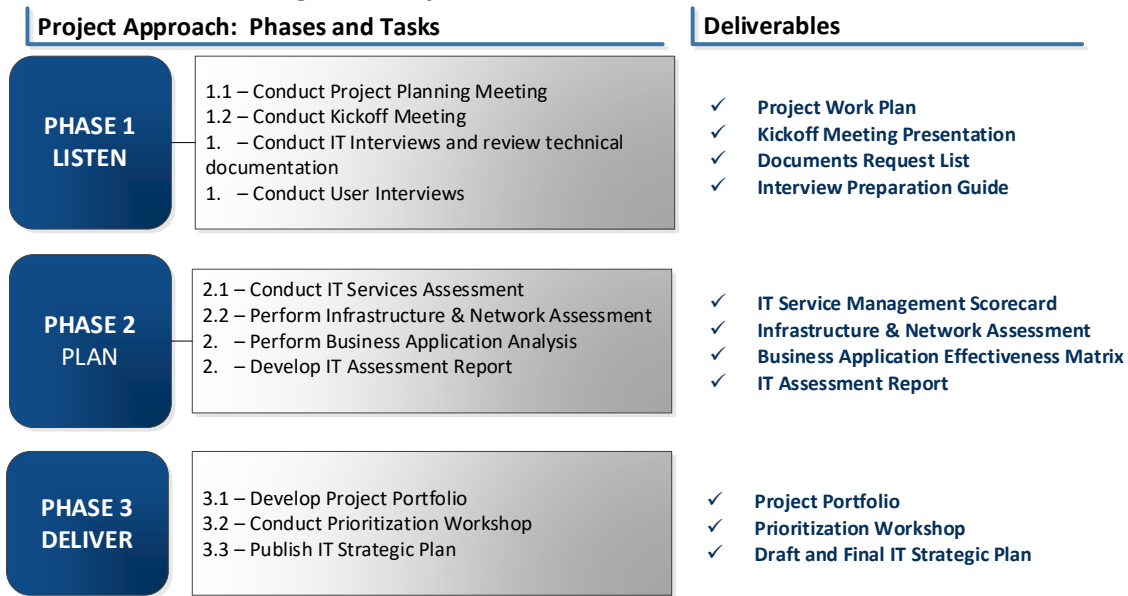 Project Approach: Phases and Tasks
Deliverables
PHASE 1
LISTEN
1.1 – Conduct Project Planning Meeting
1.2 – Conduct Kickoff Meeting
1. – Conduct IT Interviews and review technical
documentation
1. – Conduct User Interviews
✓ Project Work Plan
✓ Kickoff Meeting Presentation
✓ Documents Request List
✓ Interview Preparation Guide
PHASE 2
PLAN
2.1 – Conduct IT Services Assessment
2.2 – Perform Infrastructure & Network Assessment
2. – Perform Business Application Analysis
2. – Develop IT Assessment Report
✓ IT Service Management Scorecard
✓ Infrastructure & Network Assessment
✓ Business Application Effectiveness Matrix
✓ IT Assessment Report
PHASE 3
DELIVER
3.1 – Develop Project Portfolio
3.2 – Conduct Prioritization Workshop
3.3 – Publish IT Strategic Plan
✓ Project Portfolio
✓ Prioritization Workshop
✓ Draft and Final IT Strategic Plan